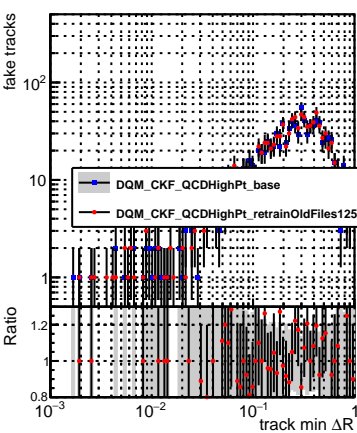 fake tracks
10²
10
1
DQM_CKF_QCDHighPt_base
DQM_CKF_QCDHighPt_retrainOldFiles125
Ratio
1.2
1
0.8
10⁻³ 10⁻² 10⁻¹ 1
track min ΔR